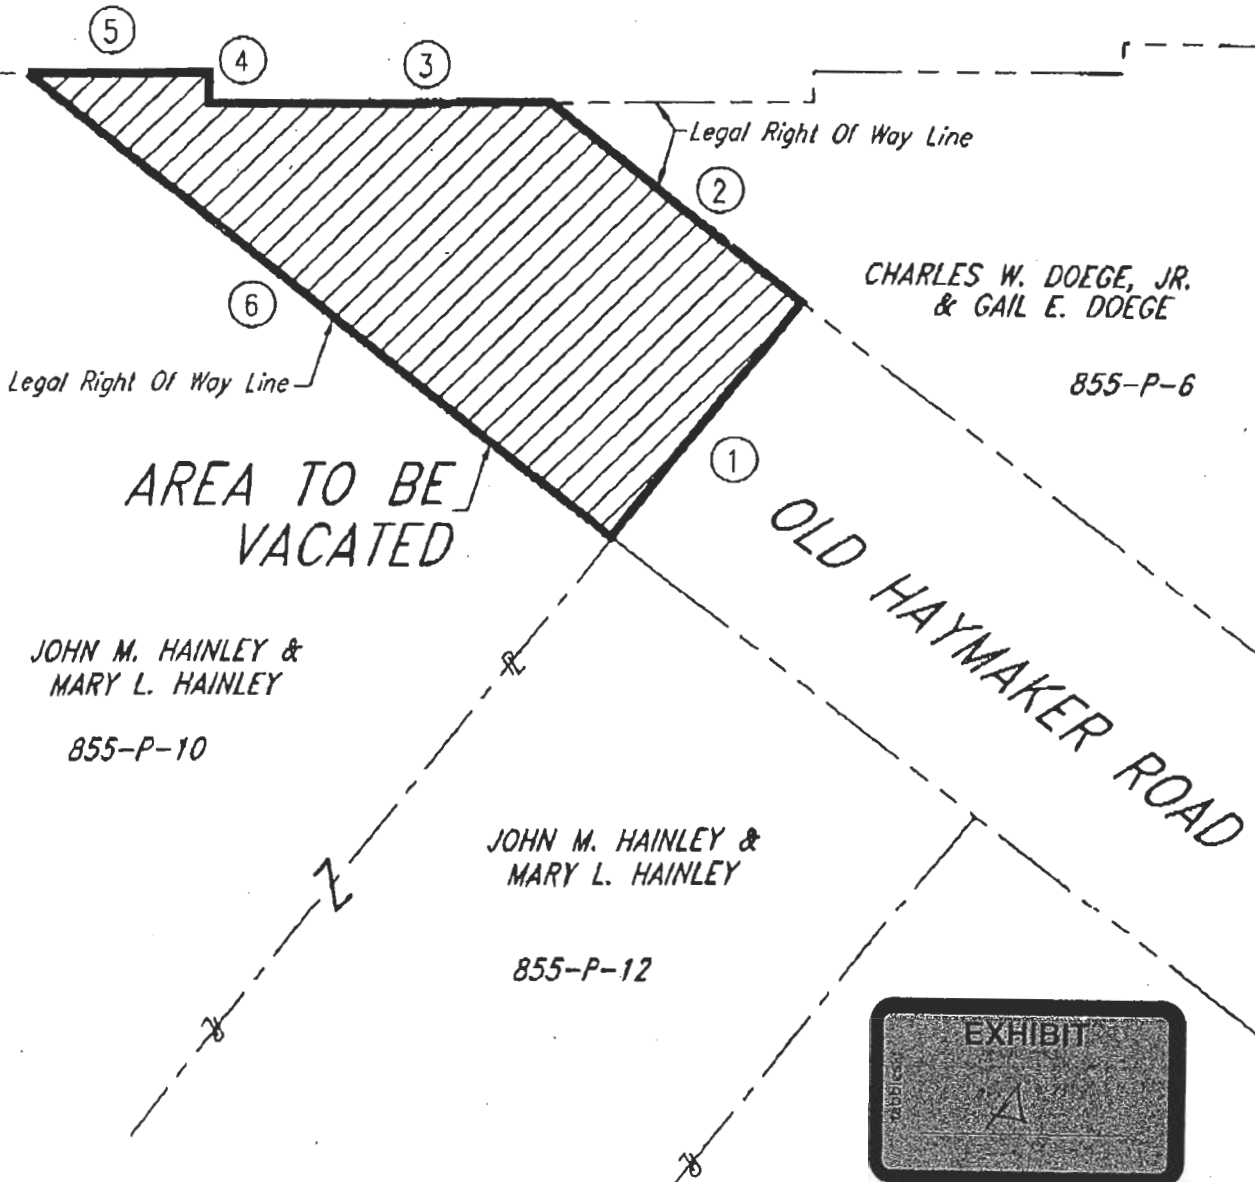 5
4
3
Legal Right Of Way Line
2
CHARLES W. DOEGE, JR.
& GAIL E. DOEGE
855-P-6
6
Legal Right Of Way Line
1
AREA TO BE
VACATED
OLD HAYMAKER ROAD
JOHN M. HAINLEY &
MARY L. HAINLEY
855-P-10
Z
JOHN M. HAINLEY &
MARY L. HAINLEY
855-P-12
EXHIBIT
A